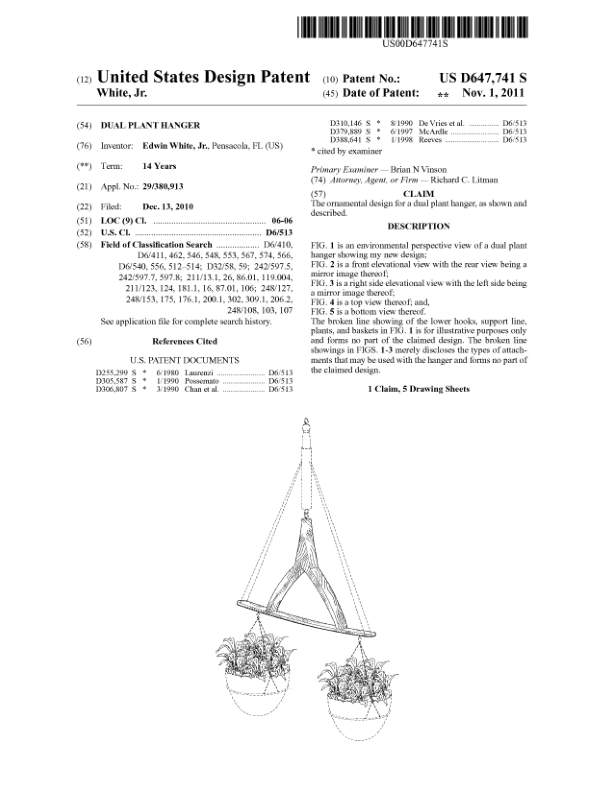 US00D647741S
(12) United States Design Patent
White, Jr.
(10) Patent No.: US D647,741 S
(45) Date of Patent: ** Nov. 1, 2011
(54) DUAL PLANT HANGER
(76) Inventor: Edwin White, Jr., Pensacola, FL (US)
(**) Term: 14 Years
(21) Appl. No.: 29/380,913
(22) Filed: Dec. 13, 2010
(51) LOC (9) Cl. ........................................ 06-06
(52) U.S. Cl. ............................................. D6/513
(58) Field of Classification Search ................ D6/410,
D6/411, 462, 546, 548, 553, 567, 574, 566,
D6/540, 556, 512–514; D32/58, 59; 242/597.5,
242/597.7, 597.8; 211/13.1, 26, 86.01, 119.004,
211/123, 124, 181.1, 16, 87.01, 106; 248/127,
248/153, 175, 176.1, 200.1, 302, 309.1, 206.2,
248/108, 103, 107
See application file for complete search history.
(56) References Cited
U.S. PATENT DOCUMENTS
D255,299 S * 6/1980 Laurenzi ........................ D6/513
D305,587 S * 1/1990 Possemato ..................... D6/513
D306,807 S * 3/1990 Chan et al. ..................... D6/513
D310,146 S * 8/1990 De Vries et al. ............... D6/513
D379,889 S * 6/1997 McArdle ........................ D6/513
D388,641 S * 1/1998 Reeves ........................... D6/513
* cited by examiner
Primary Examiner — Brian N Vinson
(74) Attorney, Agent, or Firm — Richard C. Litman
(57) CLAIM
The ornamental design for a dual plant hanger, as shown and
described.
DESCRIPTION
FIG. 1 is an environmental perspective view of a dual plant
hanger showing my new design;
FIG. 2 is a front elevational view with the rear view being a
mirror image thereof;
FIG. 3 is a right side elevational view with the left side being
a mirror image thereof;
FIG. 4 is a top view thereof; and,
FIG. 5 is a bottom view thereof.
The broken line showing of the lower hooks, support line,
plants, and baskets in FIG. 1 is for illustrative purposes only
and forms no part of the claimed design. The broken line
showings in FIGS. 1-3 merely discloses the types of attach-
ments that may be used with the hanger and forms no part of
the claimed design.
1 Claim, 5 Drawing Sheets